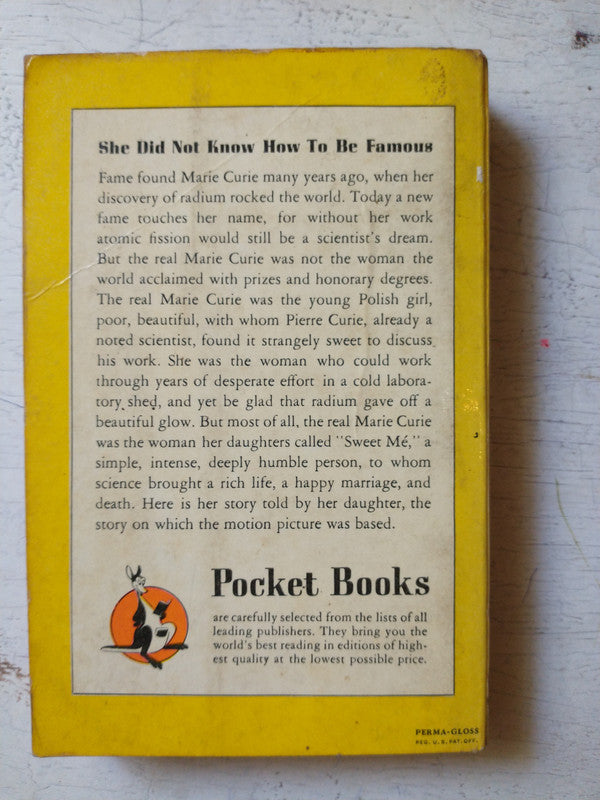 She Did Not Know How To Be Famous
Fame found Marie Curie many years ago, when her
discovery of radium rocked the world. Today a new
fame touches her name, for without her work
atomic fission would still be a scientist's dream.
But the real Marie Curie was not the woman the
world acclaimed with prizes and honorary degrees.
The real Marie Curie was the young Polish girl,
poor, beautiful, with whom Pierre Curie, already a
noted scientist, found it strangely sweet to discuss
his work. She was the woman who could work
through years of desperate effort in a cold labora-
tory shed, and yet be glad that radium gave off a
beautiful glow. But most of all, the real Marie Curie
was the woman her daughters called "Sweet Mé," a
simple, intense, deeply humble person, to whom
science brought a rich life, a happy marriage, and
death. Here is her story told by her daughter, the
story on which the motion picture was based.
Pocket Books
are carefully selected from the lists of all
leading publishers. They bring you the
world's best reading in editions of high-
est quality at the lowest possible price.
PERMA-GLOSS
REG. U. S. PAT. OFF.